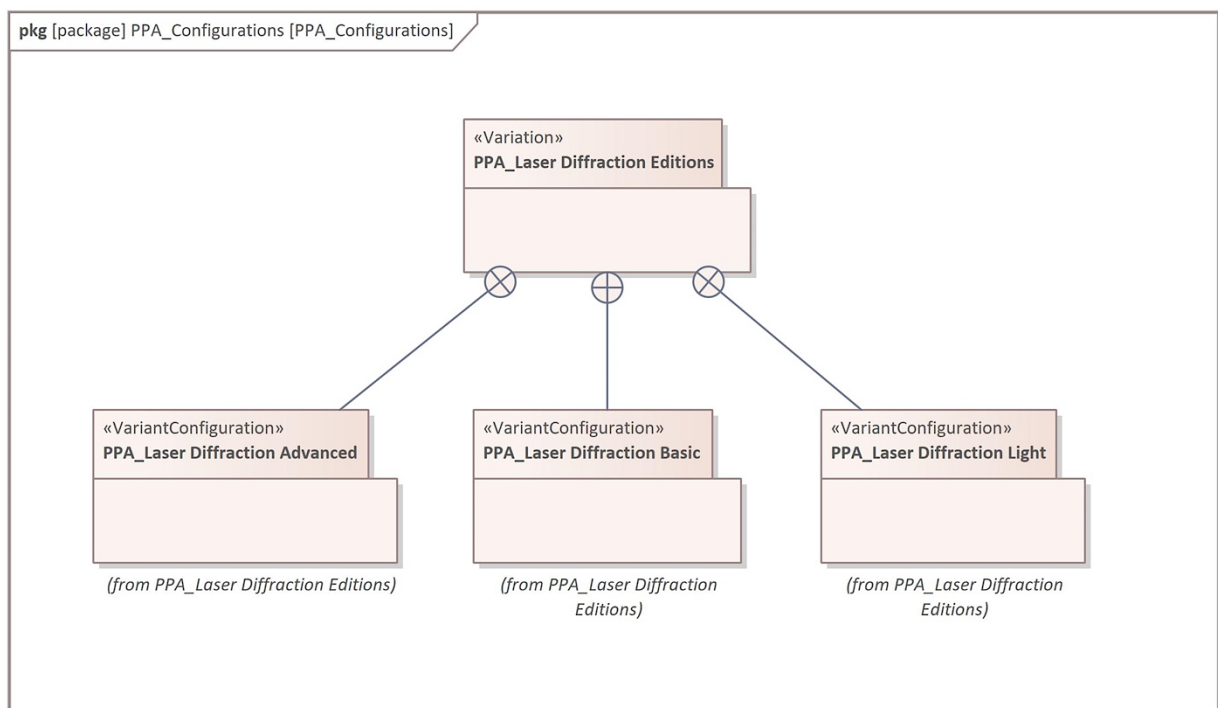 pkg [package] PPA_Configurations [PPA_Configurations]
«Variation»
PPA_Laser Diffraction Editions
«VariantConfiguration»
PPA_Laser Diffraction Advanced
(from PPA_Laser Diffraction Editions)
«VariantConfiguration»
PPA_Laser Diffraction Basic
(from PPA_Laser Diffraction
Editions)
«VariantConfiguration»
PPA_Laser Diffraction Light
(from PPA_Laser Diffraction
Editions)